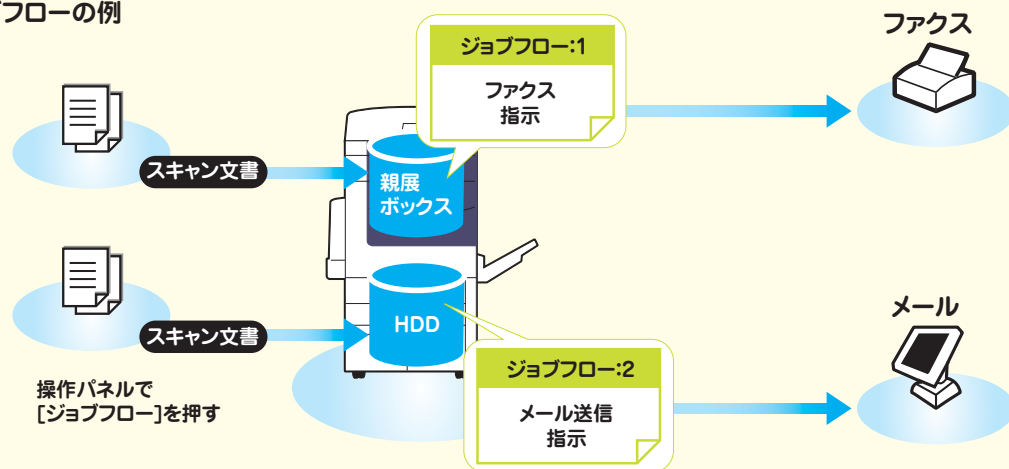 フローの例
ファクス
ジョブフロー:1
ファクス
指示
スキャン文書
親展
ボックス
メール
スキャン文書
HDD
ジョブフロー:2
メール送信
指示
操作パネルで
[ジョブフロー]を押す